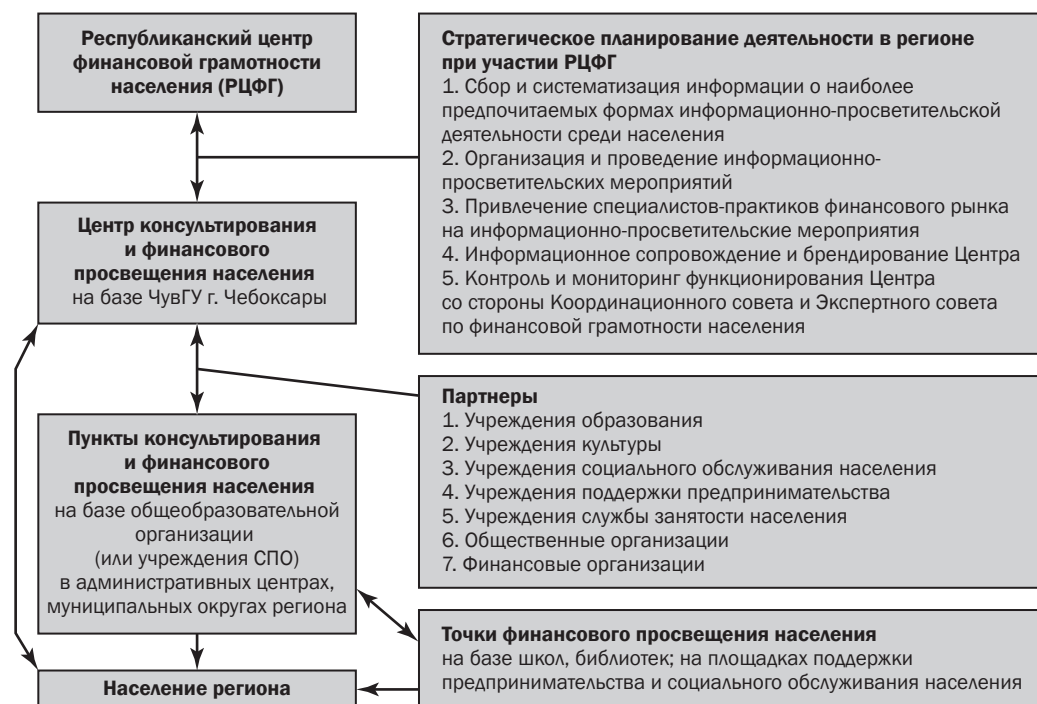 Республиканский центр
финансовой грамотности
населения (РЦФГ)
Стратегическое планирование деятельности в регионе
при участии РЦФГ
1. Сбор и систематизация информации о наиболее
предпочитаемых формах информационно-просветительской
деятельности среди населения
2. Организация и проведение информационно-
просветительских мероприятий
3. Привлечение специалистов-практиков финансового рынка
на информационно-просветительские мероприятия
4. Информационное сопровождение и брендирование Центра
5. Контроль и мониторинг функционирования Центра
со стороны Координационного совета и Экспертного совета
по финансовой грамотности населения
Центр консультирования
и финансового
просвещения населения
на базе ЧувГУ г. Чебоксары
Партнеры
1. Учреждения образования
2. Учреждения культуры
3. Учреждения социального обслуживания населения
4. Учреждения поддержки предпринимательства
5. Учреждения службы занятости населения
6. Общественные организации
7. Финансовые организации
Пункты консультирования
и финансового
просвещения населения
на базе общеобразовательной
организации
(или учреждения СПО)
в административных центрах,
муниципальных округах региона
Точки финансового просвещения населения
на базе школ, библиотек; на площадках поддержки
предпринимательства и социального обслуживания населения
Население региона